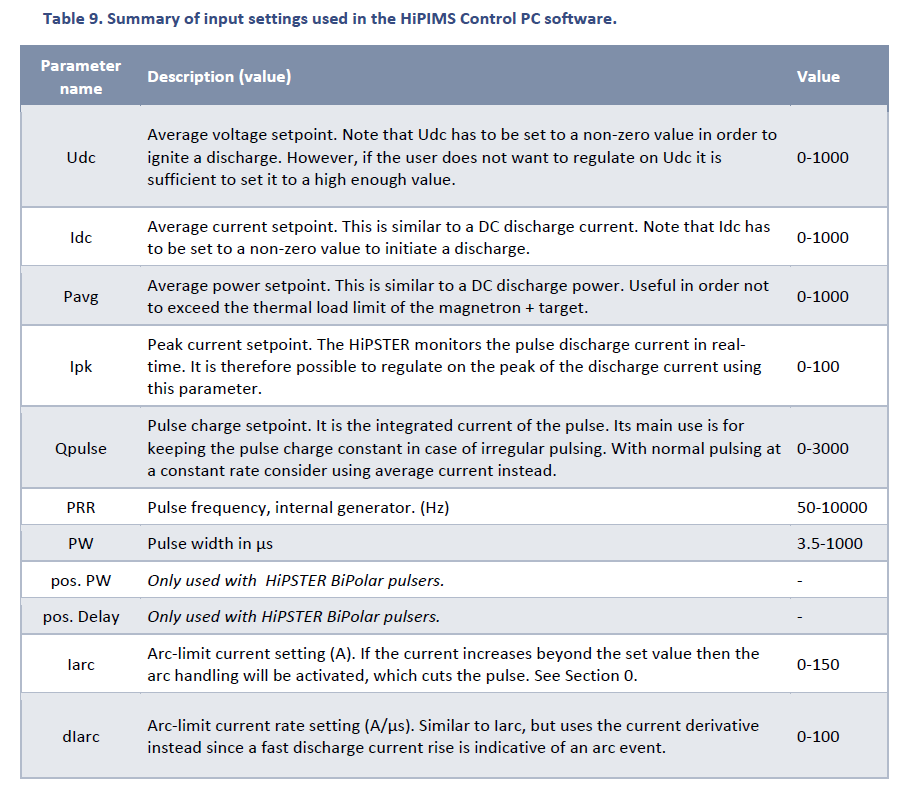 Table 9. Summary of input settings used in the HiPIMS Control PC software.
Parameter name
Description (value)
Value
Udc
Average voltage setpoint. Note that Udc has to be set to a non-zero value in order to
ignite a discharge. However, if the user does not want to regulate on Udc it is
sufficient to set it to a high enough value.
0-1000
Idc
Average current setpoint. This is similar to a DC discharge current. Note that Idc has
to be set to a non-zero value to initiate a discharge.
0-1000
Pavg
Average power setpoint. This is similar to a DC discharge power. Useful in order not
to exceed the thermal load limit of the magnetron + target.
0-1000
Ipk
Peak current setpoint. The HiPSTER monitors the pulse discharge current in real-
time. It is therefore possible to regulate on the peak of the discharge current using
this parameter.
0-100
Qpulse
Pulse charge setpoint. It is the integrated current of the pulse. Its main use is for
keeping the pulse charge constant in case of irregular pulsing. With normal pulsing at
a constant rate consider using average current instead.
0-3000
PRR
Pulse frequency, internal generator. (Hz)
50-10000
PW
Pulse width in µs
3.5-1000
pos. PW
Only used with HiPSTER BiPolar pulsers.
-
pos. Delay
Only used with HiPSTER BiPolar pulsers.
-
Iarc
Arc-limit current setting (A). If the current increases beyond the set value then the
arc handling will be activated, which cuts the pulse. See Section 0.
0-150
dIarc
Arc-limit current rate setting (A/µs). Similar to Iarc, but uses the current derivative
instead since a fast discharge current rise is indicative of an arc event.
0-100